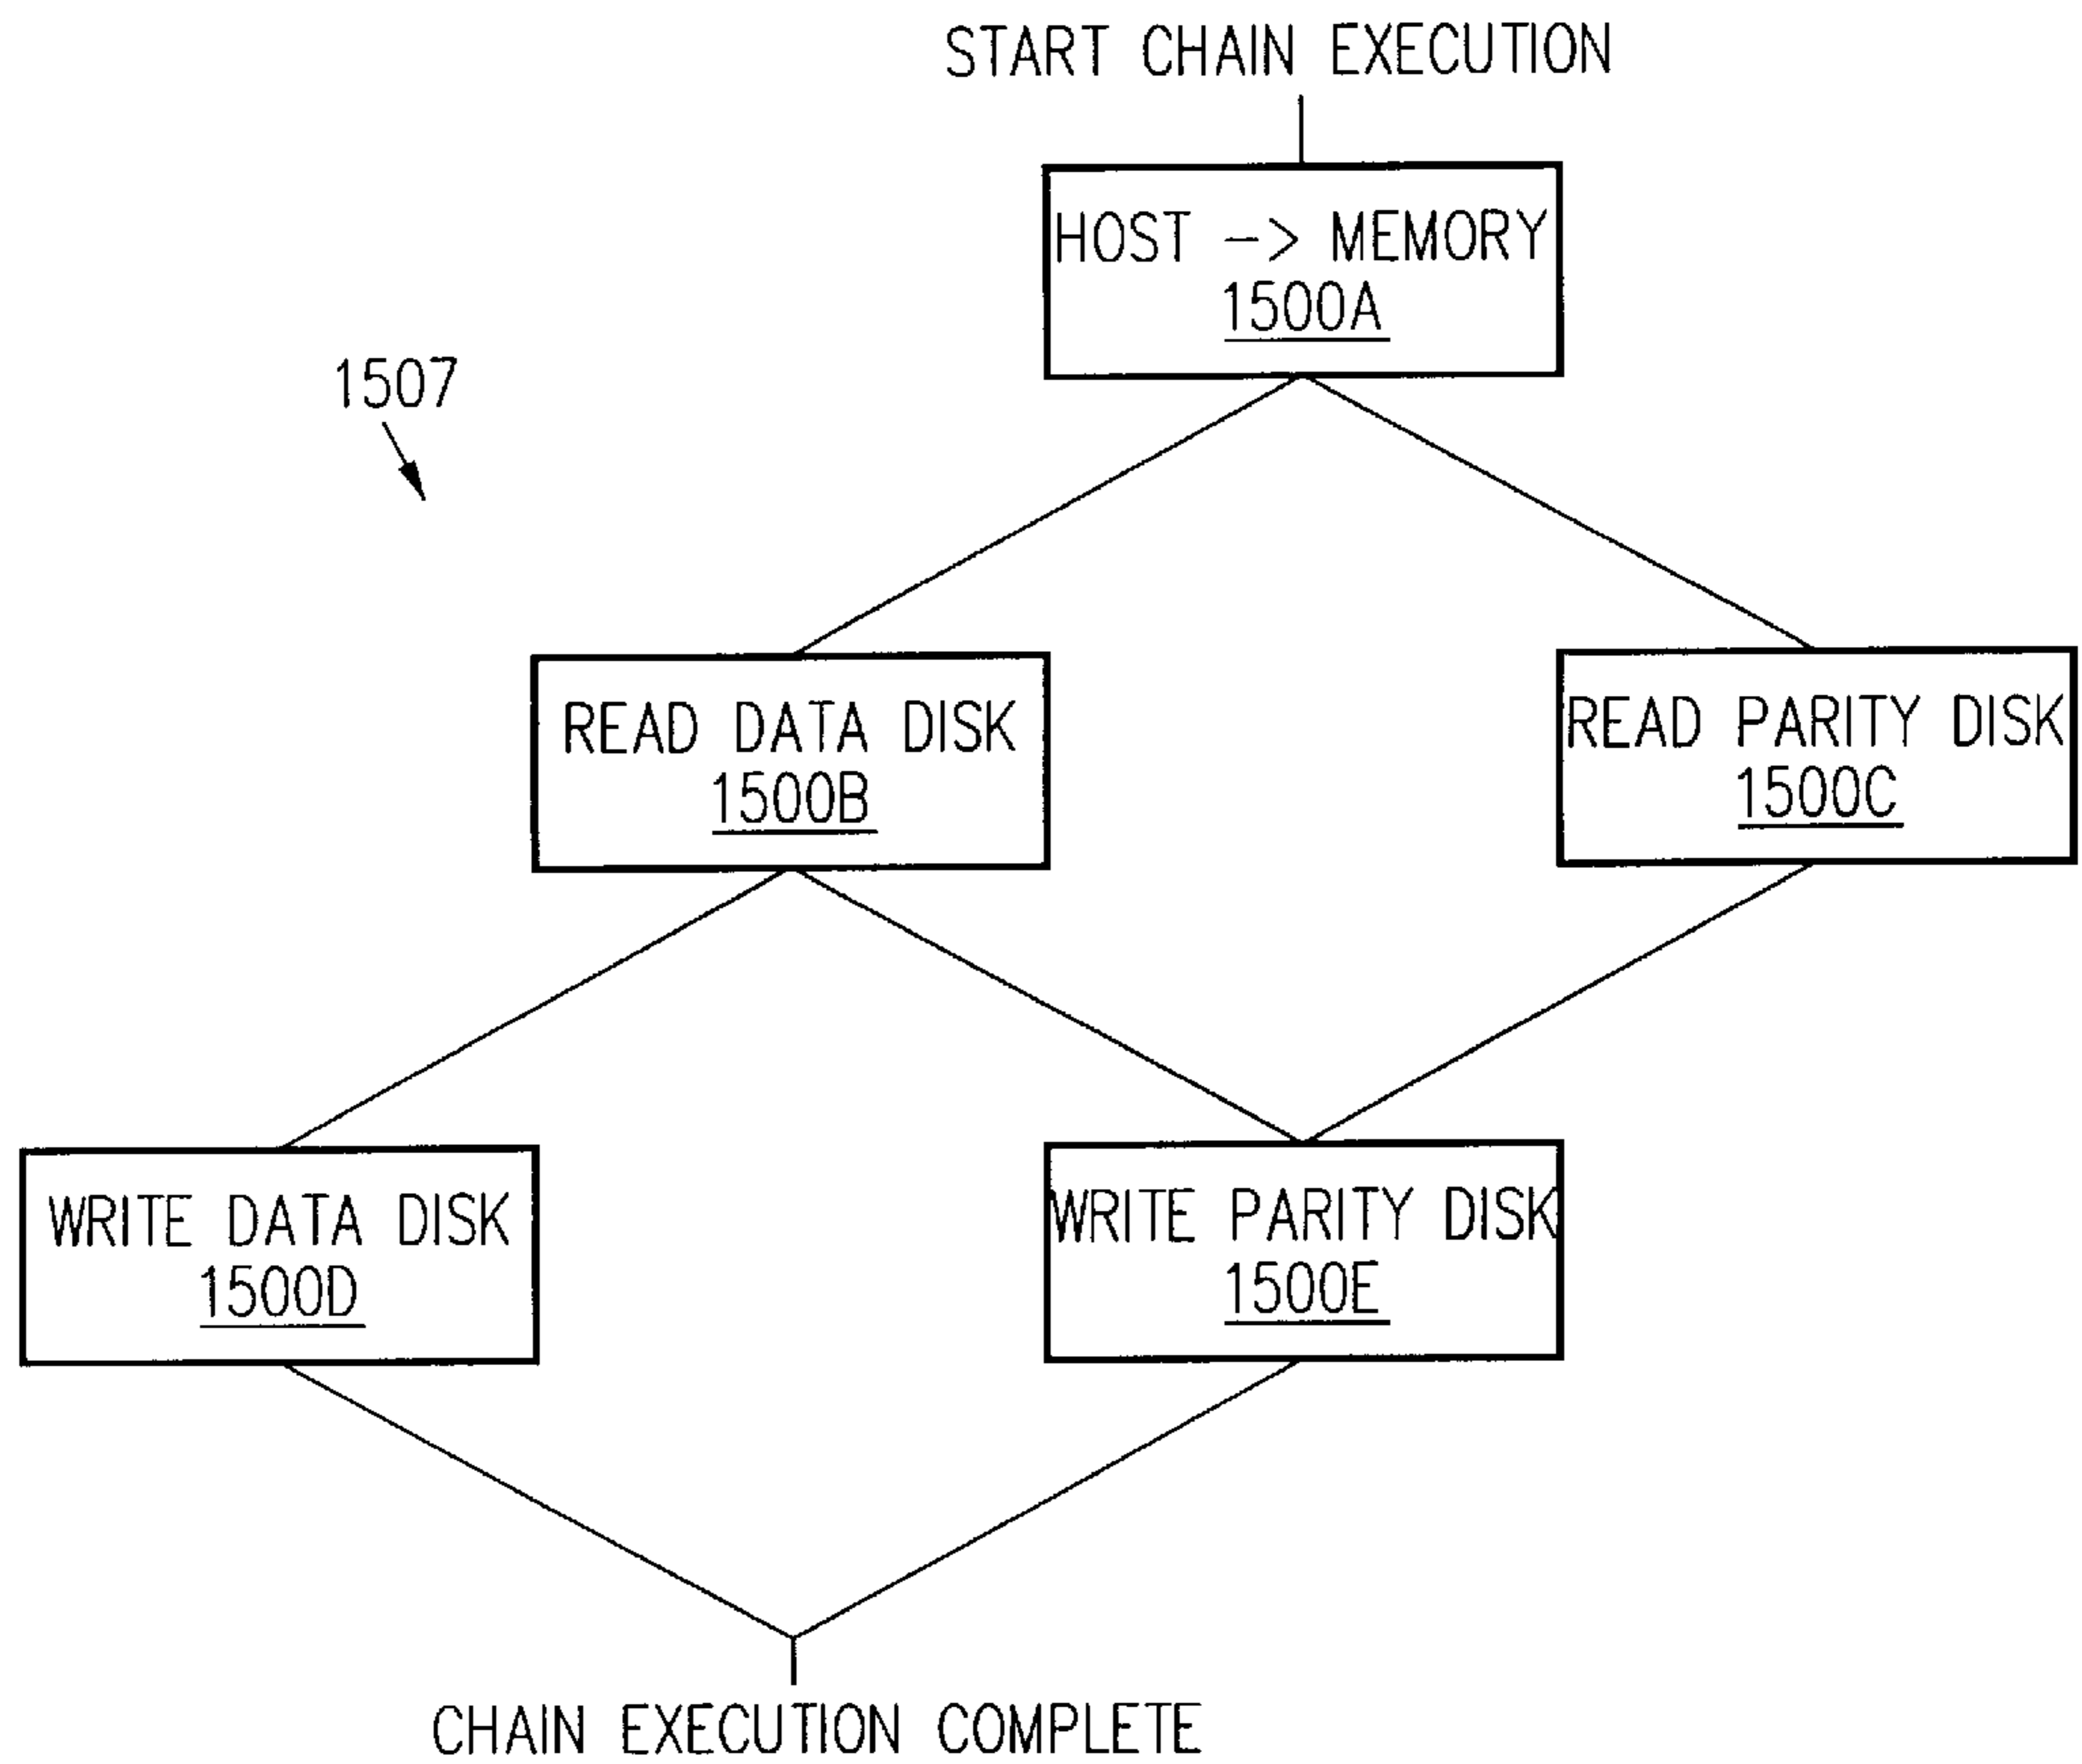 START CHAIN EXECUTION
HOST -> MEMORY
1500A
1507
READ DATA DISK
1500B
READ PARITY DISK
1500C
WRITE DATA DISK
1500D
WRITE PARITY DISK
1500E
CHAIN EXECUTION COMPLETE